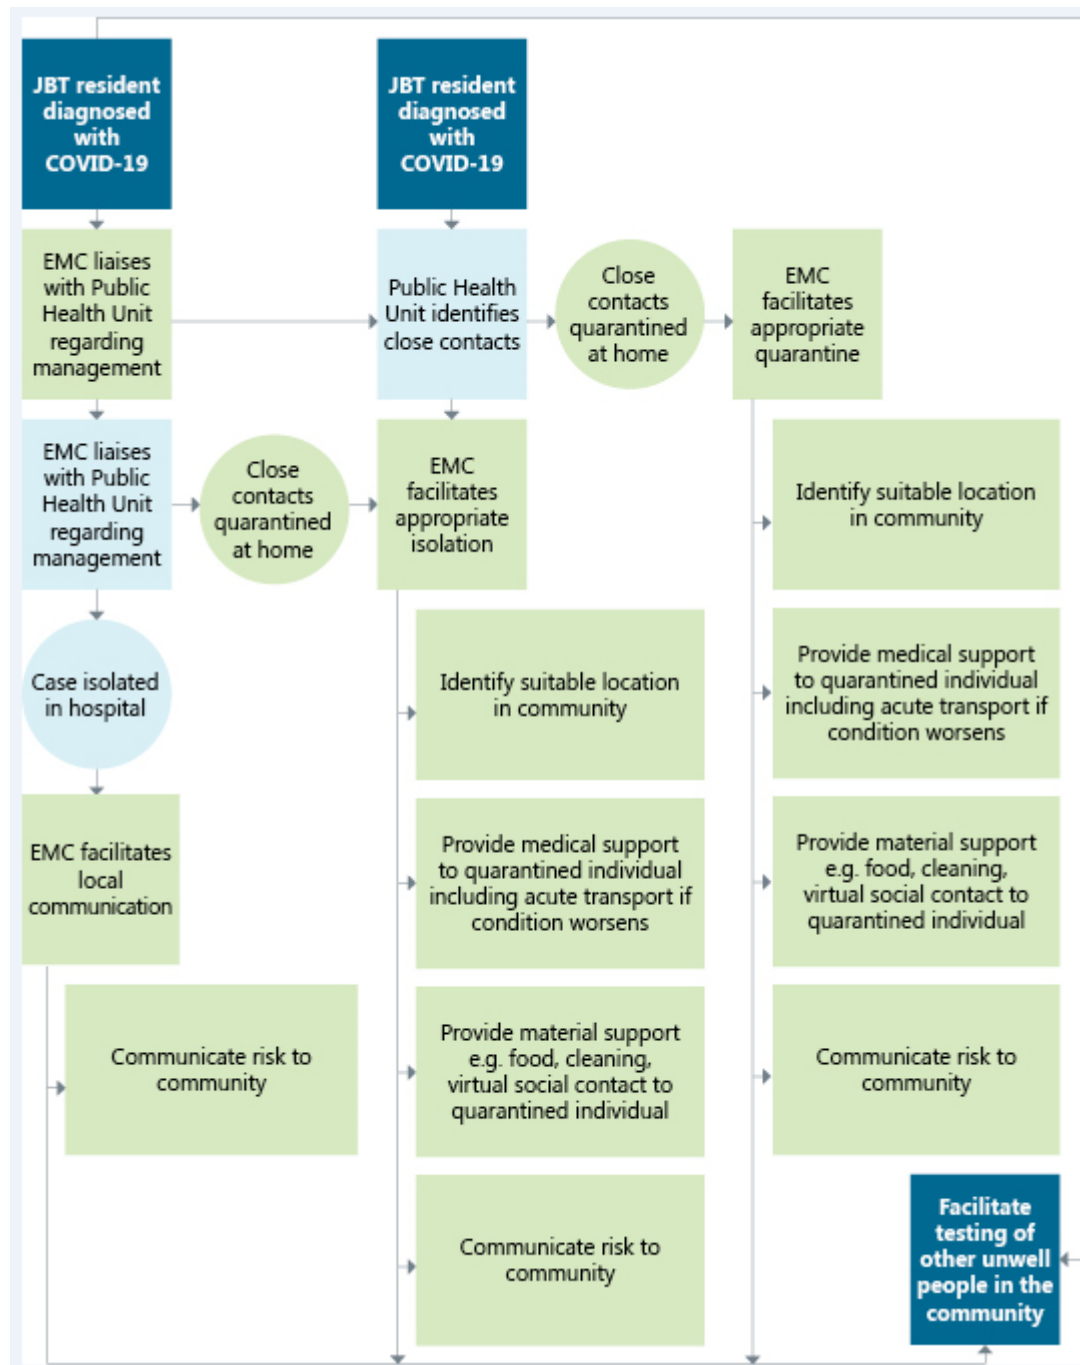 JBT resident
diagnosed
with
COVID-19
JBT resident
diagnosed
with
COVID-19
EMC liaises
with Public
Health Unit
regarding
management
Public Health
Unit identifies
close contacts
Close
contacts
quarantined
at home
EMC
facilitates
appropriate
quarantine
EMC liaises
with Public
Health Unit
regarding
management
Close
contacts
quarantined
at home
EMC
facilitates
appropriate
isolation
Identify suitable location
in community
Case isolated
in hospital
Identify suitable location
in community
Provide medical support
to quarantined individual
including acute transport if
condition worsens
EMC facilitates
local
communication
Provide medical support
to quarantined individual
including acute transport if
condition worsens
Provide material support
e.g. food, cleaning,
virtual social contact to
quarantined individual
Communicate risk to
community
Provide material support
e.g. food, cleaning,
virtual social contact to
quarantined individual
Communicate risk to
community
Communicate risk to
community
Facilitate
testing of
other unwell
people in the
community